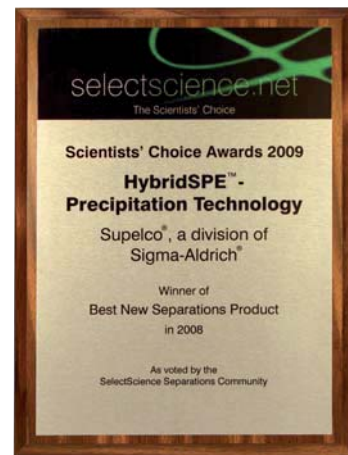 selectscience.net
The Scientists' Choice
Scientists' Choice Awards 2009
HybridSPE™-
Precipitation Technology
Supelco®, a division of
Sigma-Aldrich®
Winner of
Best New Separations Product
in 2008
As voted by the
SelectScience Separations Community